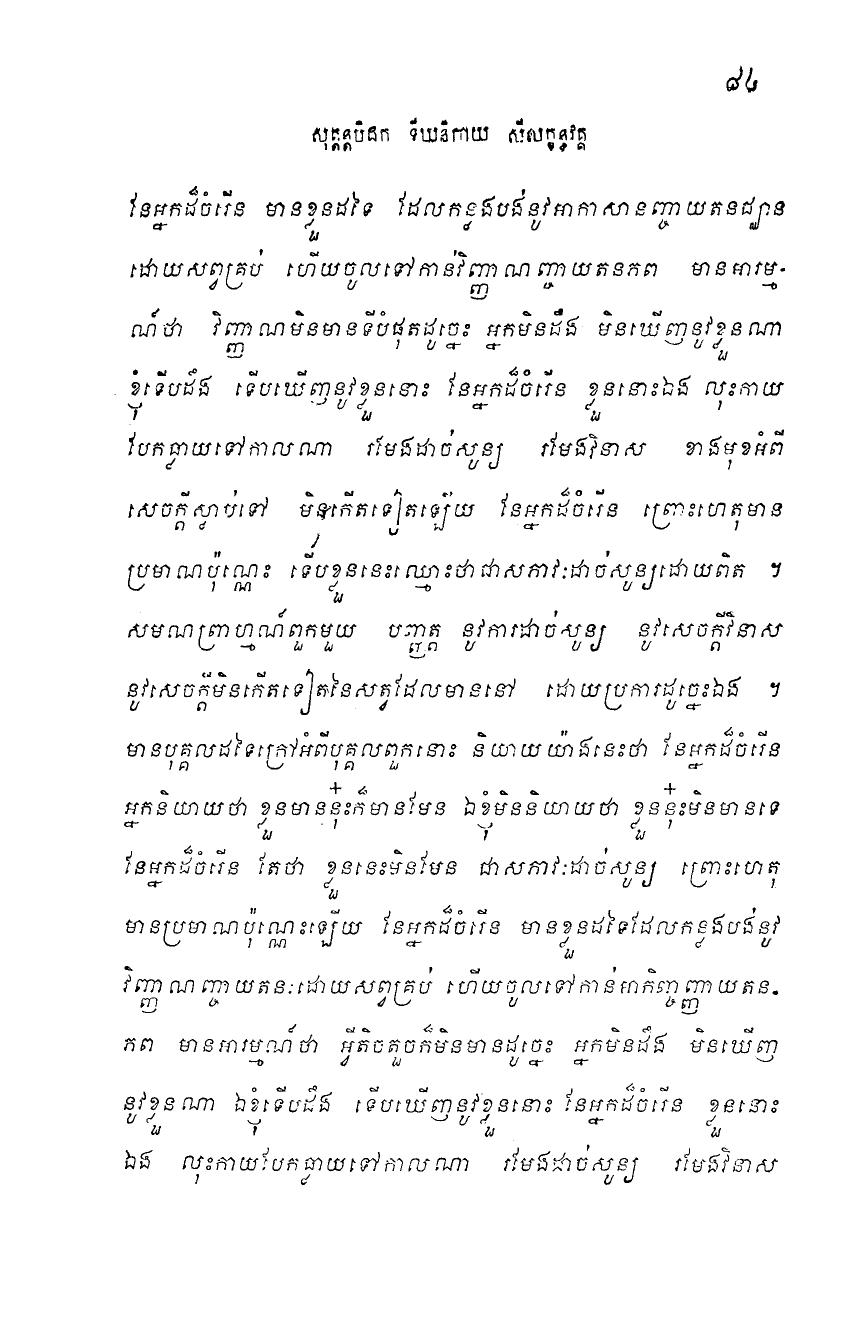 ៨៤
សុត្តន្តបិដក ទីឃនិកាយ សីលក្ខន្ធវគ្គ
នែអ្នកដ៏ចំរើន មានខ្លួនដទៃ ដែលកន្លងបង់នូវអាកាសានញ្ចាយតនជ្ឈាន
ដោយសព្វគ្រប់ ហើយចូលទៅកាន់វិញ្ញាណញ្ចាយតនភព មានអារម្ម-
ណ៍ថា វិញ្ញាណមិនមានទីបំផុតដូច្នេះ អ្នកមិនដឹង មិនឃើញនូវខ្លួនណា
ខ្ញុំទើបដឹង ទើបឃើញនូវខ្លួននោះ នែអ្នកដ៏ចំរើន ខ្លួននោះឯង លុះកាយ
បែកធ្លាយទៅកាលណា រមែងដាច់សូន្យ រមែងវិនាស ខាងមុខអំពី
សេចក្តីស្លាប់ទៅ មិនកើតទៀតឡើយ នែអ្នកដ៏ចំរើន ព្រោះហេតុមាន
ប្រមាណប៉ុណ្ណេះ ទើបខ្លួននេះឈ្មោះថាជាសភាវៈដាច់សូន្យដោយពិត ។
សមណព្រាហ្មណ៍ពួកមួយ បញ្ញត្ត នូវការដាច់សូន្យ នូវសេចក្តីវិនាស
នូវសេចក្តីមិនកើតទៀតនៃសត្វដែលមាននៅ ដោយប្រការដូច្នេះឯង ។
មានបុគ្គលដទៃក្រៅអំពីបុគ្គលពួកនោះ និយាយយ៉ាងនេះថា នែអ្នកដ៏ចំរើន
អ្នកនិយាយថា ខ្លួនមាននុ៎ះក៏មានមែន ឯខ្ញុំមិននិយាយថា ខ្លួននុ៎ះមិនមានទេ
នែអ្នកដ៏ចំរើន តែថា ខ្លួននេះមិនមែន ជាសភាវៈដាច់សូន្យ ព្រោះហេតុ
មានប្រមាណប៉ុណ្ណេះឡើយ នែអ្នកដ៏ចំរើន មានខ្លួនដទៃដែលកន្លងបង់នូវ
វិញ្ញាណញ្ចាយតនៈដោយសព្វគ្រប់ ហើយចូលទៅកាន់អាកិញ្ចញ្ញាយតន-
ភព មានអារម្មណ៍ថា អ្វីតិចតួចក៏មិនមានដូច្នេះ អ្នកមិនដឹង មិនឃើញ
នូវខ្លួនណា ឯខ្ញុំទើបដឹង ទើបឃើញនូវខ្លួននោះ នែអ្នកដ៏ចំរើន ខ្លួននោះ
ឯង លុះកាយបែកធ្លាយទៅកាលណា រមែងដាច់សូន្យ រមែងវិនាស